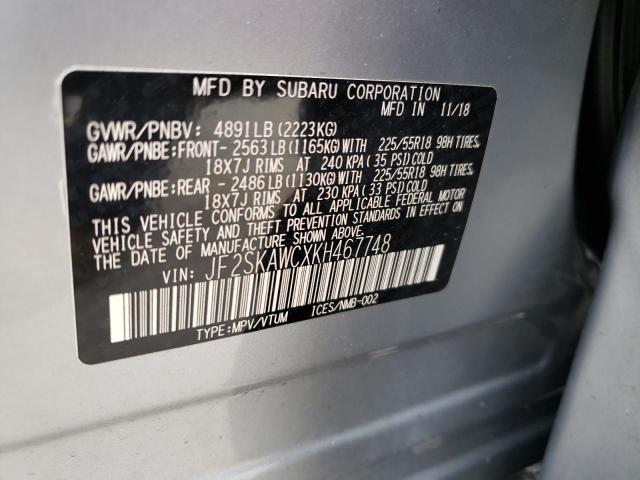 MFD BY SUBARU CORPORATION
MFD IN 11/18
GVWR/PNBV: 4891LB(2223KG)
GAWR/PNBE:FRONT- 2563LB(1165KG)WITH 225/55R18 98H TIRES,
18X7J RIMS AT 240 KPA(35 PSI)COLD
GAWR/PNBE:REAR - 2486LB(1130KG)WITH 225/55R18 98H TIRES,
18X7J RIMS AT 230 KPA(33 PSI)COLD
THIS VEHICLE CONFORMS TO ALL APPLICABLE FEDERAL MOTOR
VEHICLE SAFETY AND THEFT PREVENTION STANDARDS IN EFFECT ON
THE DATE OF MANUFACTURE SHOWN ABOVE.
VIN: JF2SKAWCXKH467748
TYPE:MPV/VTUM ICES/NMB-002